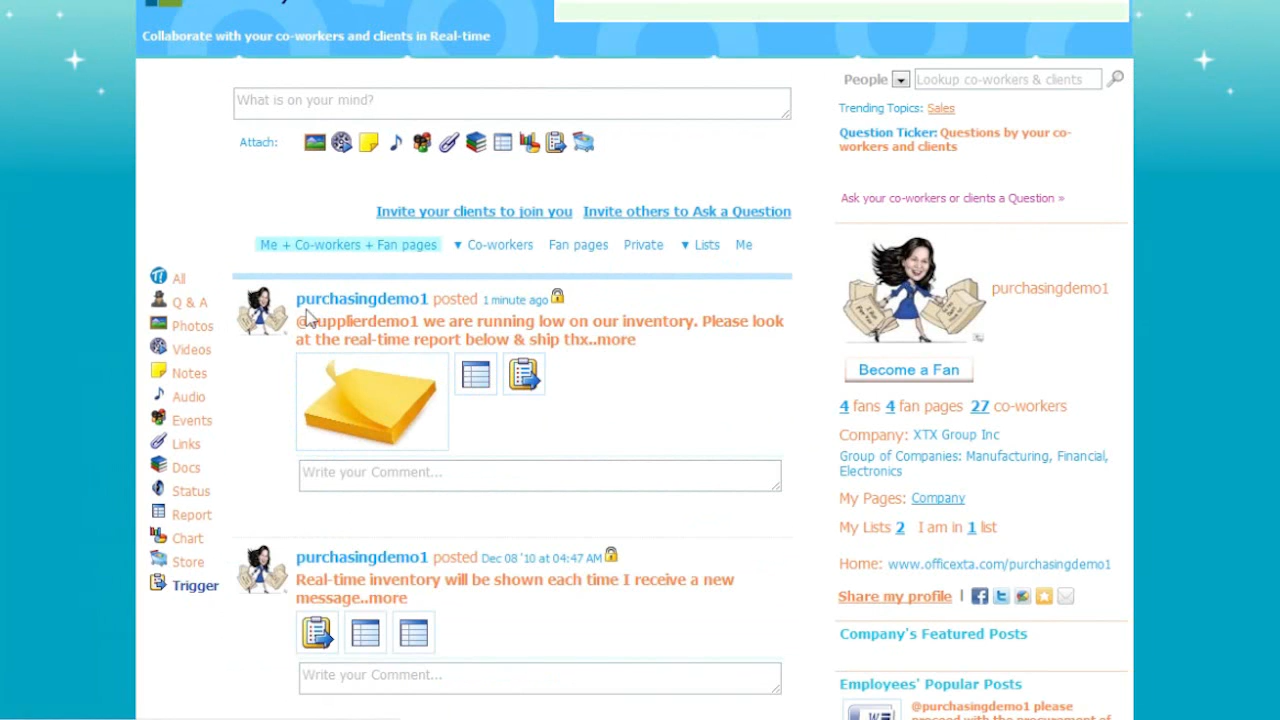 Collaborate with your co-workers and clients in Real-time
What is on your mind?
Attach:
Invite your clients to join you Invite others to Ask a Question
Me + Co-workers + Fan pages ▼ Co-workers Fan pages Private ▼ Lists Me
All
Q & A
Photos
Videos
Notes
Audio
Events
Links
Docs
Status
Report
Chart
Store
Trigger
purchasingdemo1 posted 1 minute ago
@supplierdemo1 we are running low on our inventory. Please look
at the real-time report below & ship thx..more
Write your Comment...
purchasingdemo1 posted Dec 08 '10 at 04:47 AM
Real-time inventory will be shown each time I receive a new
message..more
Write your Comment...
People Lookup co-workers & clients
Trending Topics: Sales
Question Ticker: Questions by your co-
workers and clients
Ask your co-workers or clients a Question »
purchasingdemo1
Become a Fan
4 fans 4 fan pages 27 co-workers
Company: XTX Group Inc
Group of Companies: Manufacturing, Financial,
Electronics
My Pages: Company
My Lists 2 I am in 1 list
Home: www.officexta.com/purchasingdemo1
Share my profile |
Company's Featured Posts
Employees' Popular Posts
@purchasingdemo1 please
proceed with the procurement of